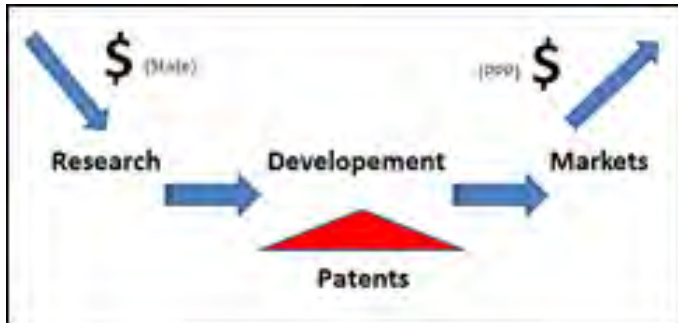 $ (State)
(PPP) $
Research
Developement
Markets
Patents